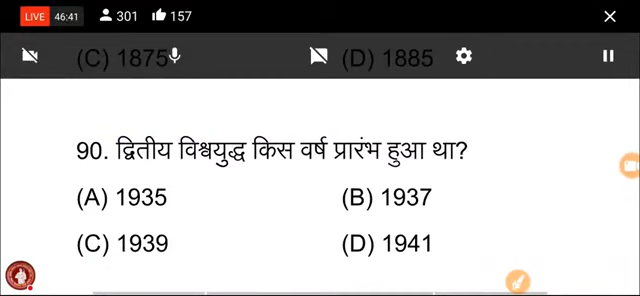 LIVE 46:41 301 157
(C) 1875 (D) 1885
90. द्वितीय विश्वयुद्ध किस वर्ष प्रारंभ हुआ था?
(A) 1935 (B) 1937
(C) 1939 (D) 1941